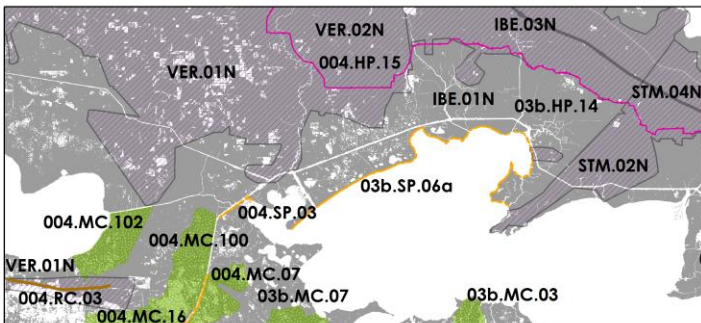 VER.02N
IBE.03N
004.HP.15
VER.01N
STM.04N
IBE.01N
03b.HP.14
STM.02N
03b.SP.06a
004.SP.03
004.MC.102
004.MC.100
VER.01N
004.MC.07
004.RC.03
03b.MC.07
03b.MC.03
004.MC.16